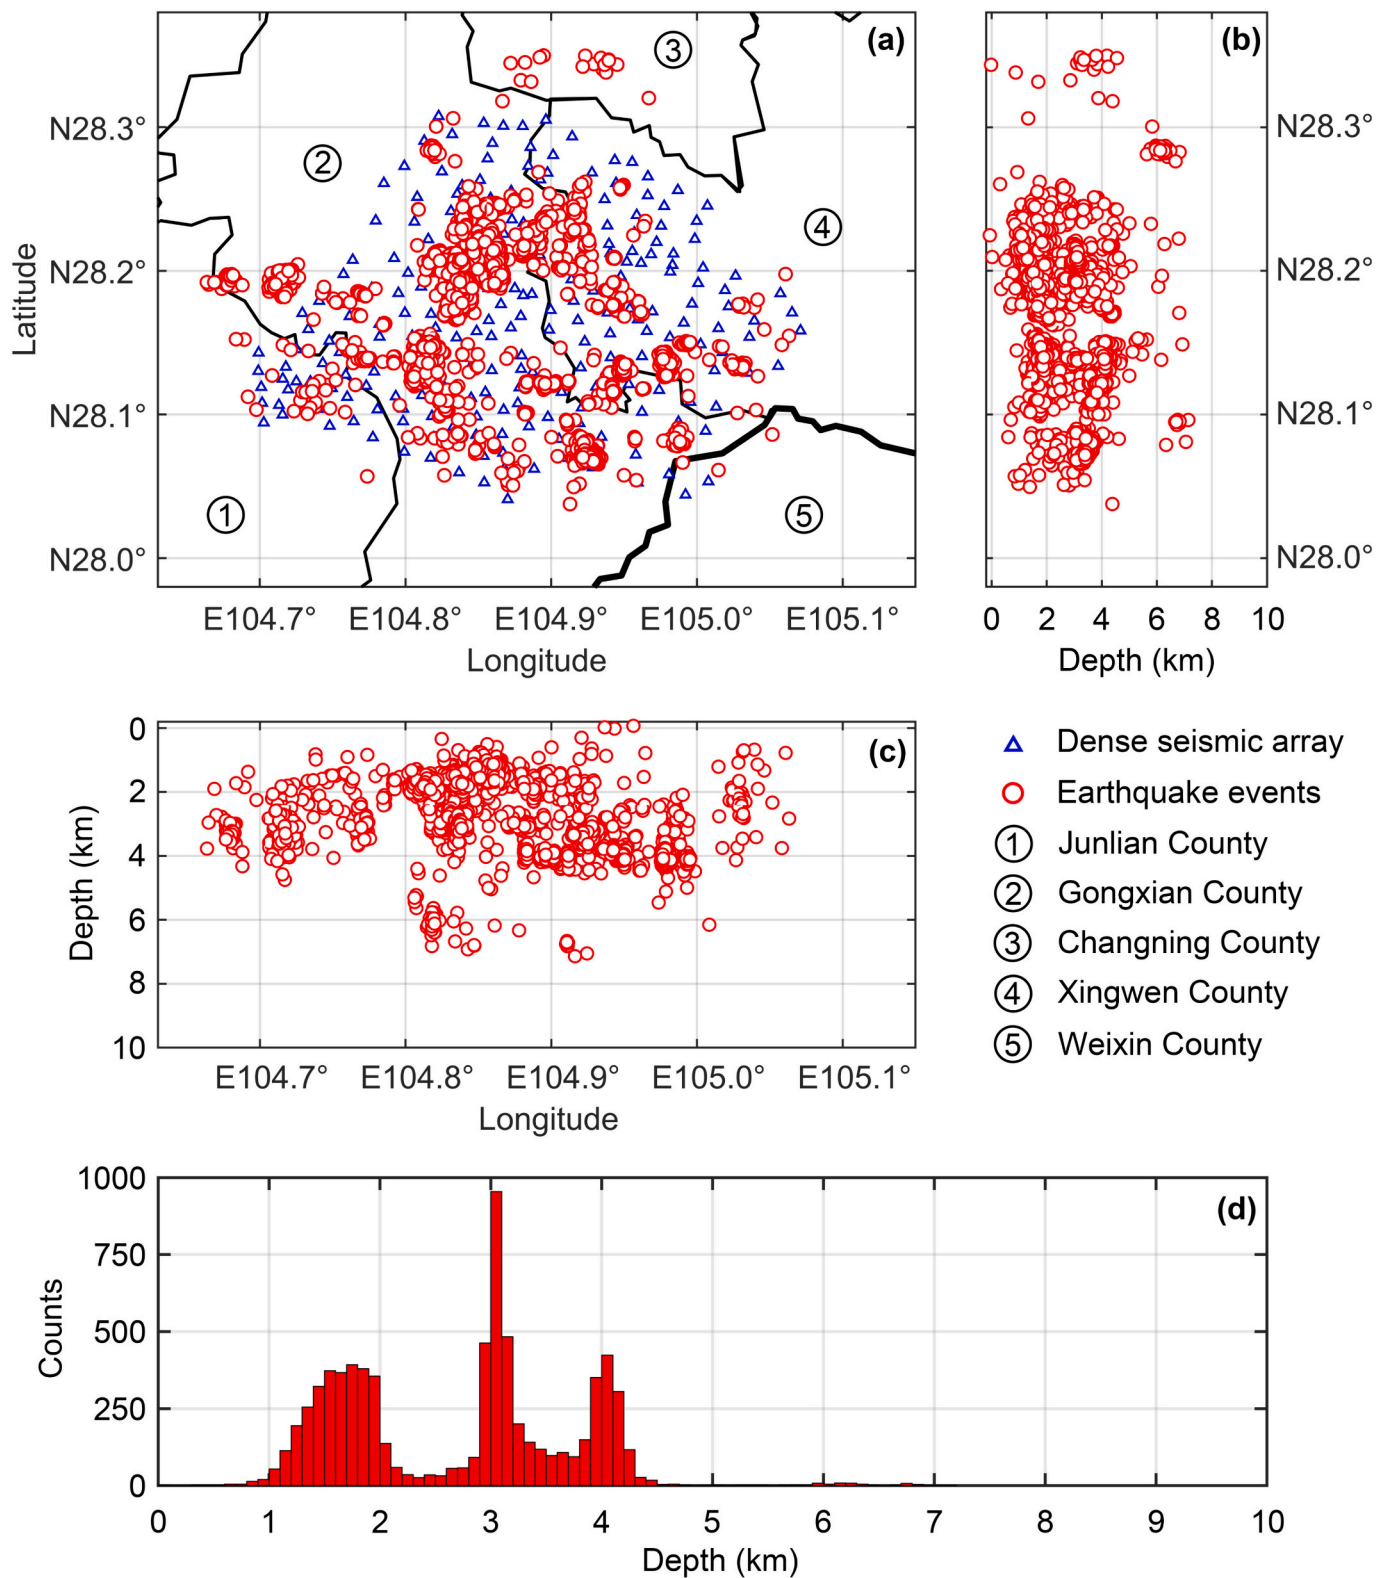 (a)
(b)
3
2
4
1
5
N28.3°
N28.2°
N28.1°
N28.0°
Latitude
E104.7° E104.8° E104.9° E105.0° E105.1°
Longitude
N28.3°
N28.2°
N28.1°
N28.0°
0 2 4 6 8 10
Depth (km)
(c)
0
2
4
6
8
10
Depth (km)
E104.7° E104.8° E104.9° E105.0° E105.1°
Longitude
Dense seismic array
Earthquake events
1 Junlian County
2 Gongxian County
3 Changning County
4 Xingwen County
5 Weixin County
(d)
1000
750
500
250
0
Counts
0 1 2 3 4 5 6 7 8 9 10
Depth (km)